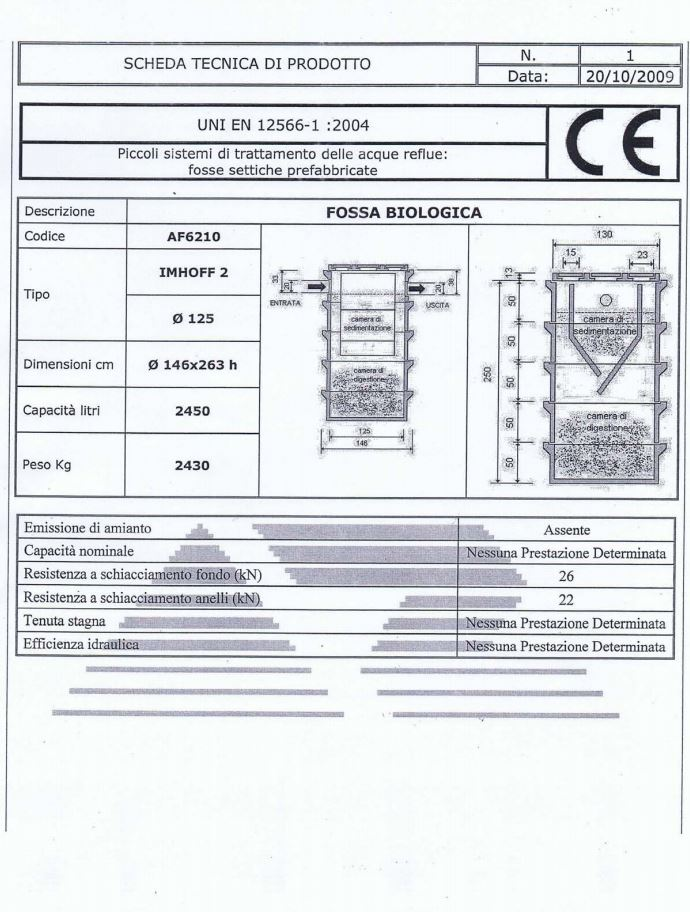 SCHEDA TECNICA DI PRODOTTO
N.
1
Data:
20/10/2009
UNI EN 12566-1 :2004
CE
Piccoli sistemi di trattamento delle acque reflue:
fosse settiche prefabbricate
Descrizione
FOSSA BIOLOGICA
Codice
AF6210
Tipo
IMHOFF 2
Ø 125
Dimensioni cm
Ø 146x263 h
Capacità litri
2450
Peso Kg
2430
33
20
ENTRATA
20
38
USCITA
camera di
sedimentazione
camera di
digestione
125
146
130
15
23
13
50
50
50
50
50
250
camera di
sedimentazione
camera di
digestione
Emissione di amianto
Assente
Capacità nominale
Nessuna Prestazione Determinata
Resistenza a schiacciamento fondo (kN)
26
Resistenza a schiacciamento anelli (kN)
22
Tenuta stagna
Nessuna Prestazione Determinata
Efficienza idraulica
Nessuna Prestazione Determinata